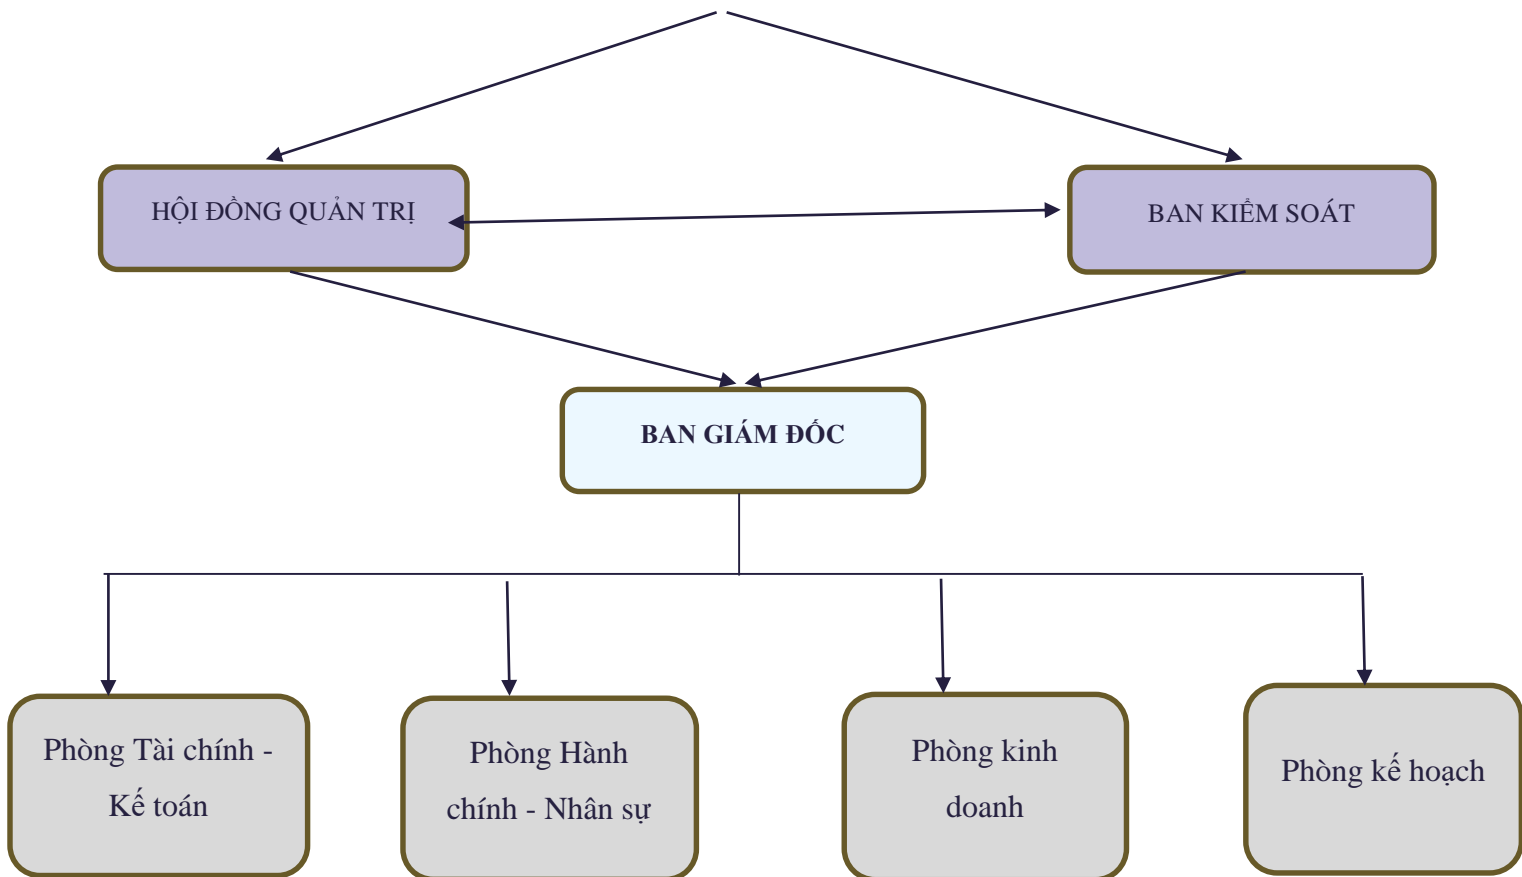 HỘI ĐỒNG QUẢN TRỊ
BAN KIỂM SOÁT
BAN GIÁM ĐỐC
Phòng Tài chính -
Kế toán
Phòng Hành
chính - Nhân sự
Phòng kinh
doanh
Phòng kế hoạch